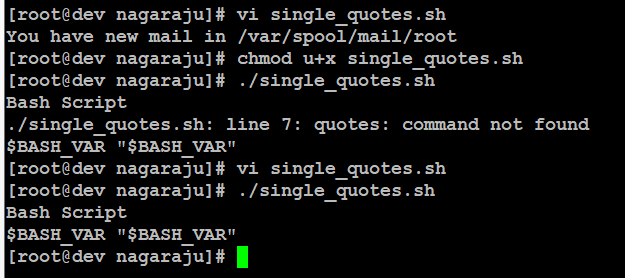 [root@dev nagaraju]# vi single_quotes.sh
You have new mail in /var/spool/mail/root
[root@dev nagaraju]# chmod u+x single_quotes.sh
[root@dev nagaraju]# ./single_quotes.sh
Bash Script
./single_quotes.sh: line 7: quotes: command not found
$BASH_VAR "$BASH_VAR"
[root@dev nagaraju]# vi single_quotes.sh
[root@dev nagaraju]# ./single_quotes.sh
Bash Script
$BASH_VAR "$BASH_VAR"
[root@dev nagaraju]#